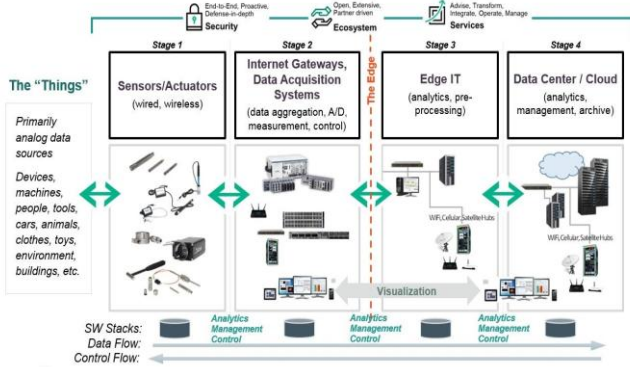 End-to-End, Proactive,
Defense-in-depth
Security
Open, Extensive,
Partner driven
Ecosystem
Advise, Transform,
Integrate, Operate, Manage
Services
Stage 1
Stage 2
Stage 3
Stage 4
The “Things”
Primarily
analog data
sources
Devices,
machines,
people, tools,
cars, animals,
clothes, toys,
environment,
buildings, etc.
Sensors/Actuators
(wired, wireless)
Internet Gateways,
Data Acquisition
Systems
(data aggregation, A/D,
measurement, control)
The Edge
Edge IT
(analytics, pre-
processing)
Data Center / Cloud
(analytics,
management, archive)
WiFi,Cellular,SatelliteHubs
WiFi,Cellular,SatelliteHubs
Visualization
SW Stacks:
Analytics
Management
Control
Analytics
Management
Control
Analytics
Management
Control
Data Flow:
Control Flow: